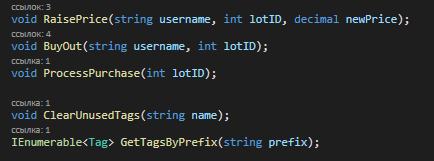 ссылок: 3
void RaisePrice(string username, int lotID, decimal newPrice);
ссылок: 4
void BuyOut(string username, int lotID);
ссылка: 1
void ProcessPurchase(int lotID);
ссылка: 1
void ClearUnusedTags(string name);
ссылка: 1
IEnumerable<Tag> GetTagsByPrefix(string prefix);